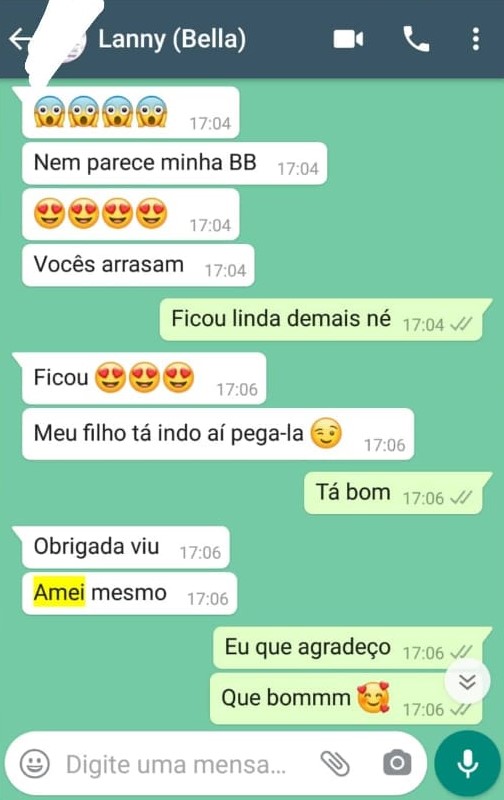 Lanny (Bella)
😱😱😱😱 17:04
Nem parece minha BB 17:04
😍😍😍😍 17:04
Vocês arrasam 17:04
Ficou linda demais né 17:04
Ficou 😍😍😍 17:06
Meu filho tá indo aí pega-la 😉 17:06
Tá bom 17:06
Obrigada viu 17:06
Amei mesmo 17:06
Eu que agradeço 17:06
Que bommm 🥰 17:06
Digite uma mensa...